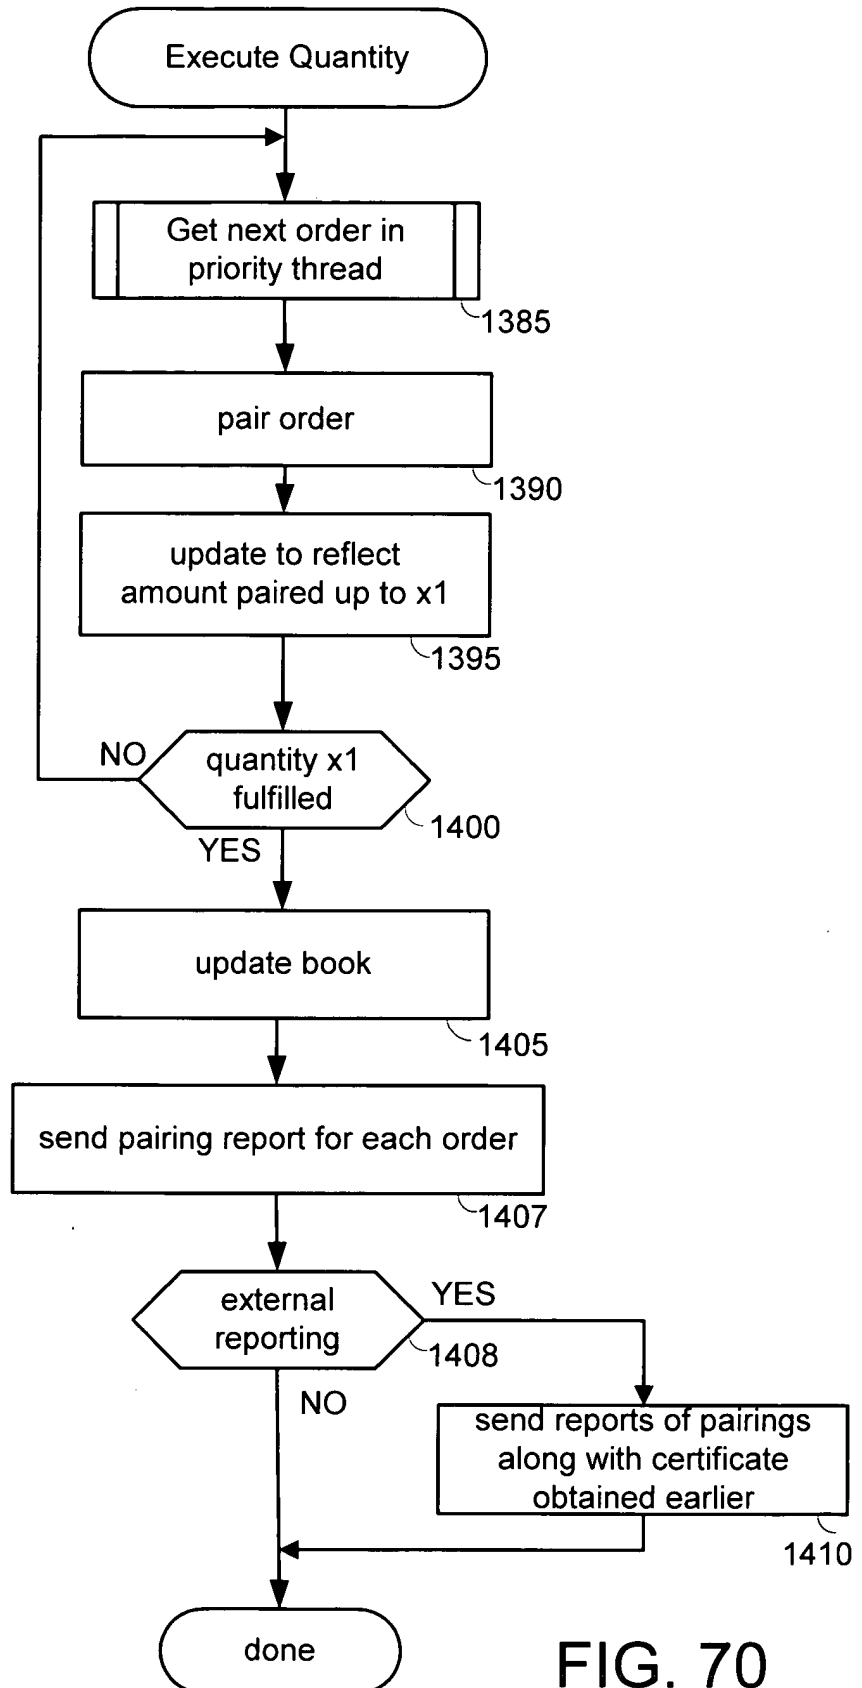 Execute Quantity
Get next order in
priority thread
1385
pair order
1390
update to reflect
amount paired up to x1
1395
NO
quantity x1
fulfilled
1400
YES
update book
1405
send pairing report for each order
1407
external
reporting
YES
1408
NO
send reports of pairings
along with certificate
obtained earlier
1410
done
FIG. 70